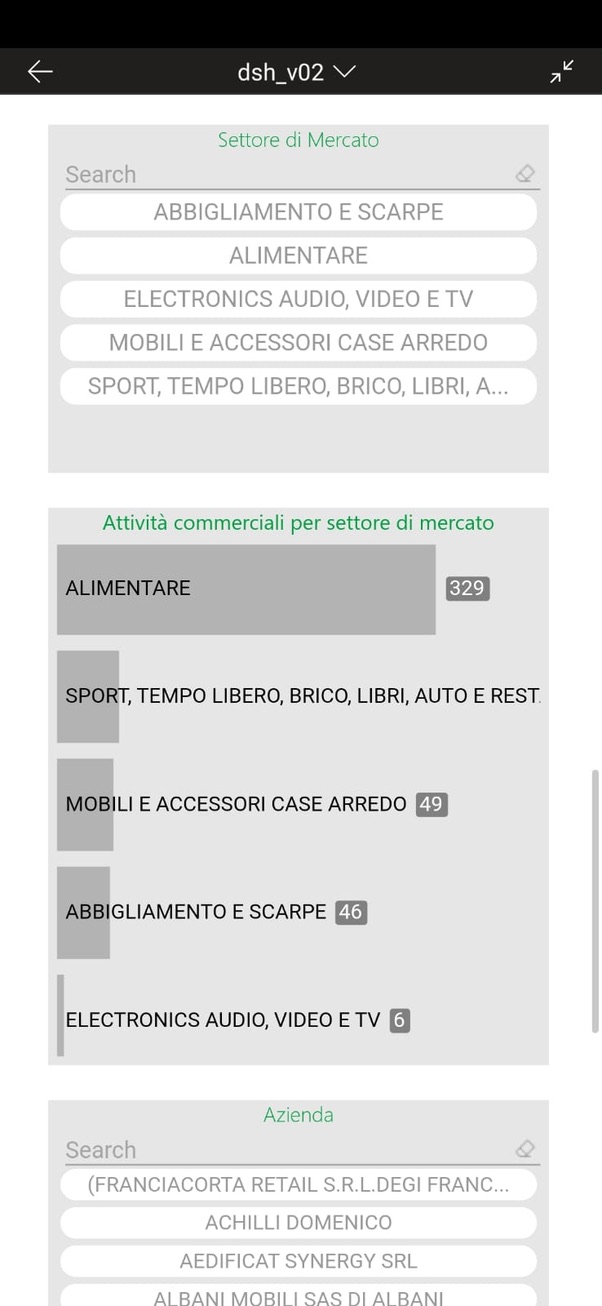 dsh_v02
Settore di Mercato
Search
ABBIGLIAMENTO E SCARPE
ALIMENTARE
ELECTRONICS AUDIO, VIDEO E TV
MOBILI E ACCESSORI CASE ARREDO
SPORT, TEMPO LIBERO, BRICO, LIBRI, A...
Attività commerciali per settore di mercato
ALIMENTARE 329
SPORT, TEMPO LIBERO, BRICO, LIBRI, AUTO E REST.
MOBILI E ACCESSORI CASE ARREDO 49
ABBIGLIAMENTO E SCARPE 46
ELECTRONICS AUDIO, VIDEO E TV 6
Azienda
Search
(FRANCIACORTA RETAIL S.R.L.DEGI FRANC...
ACHILLI DOMENICO
AEDIFICAT SYNERGY SRL
ALBANI MOBILI SAS DI ALBANI